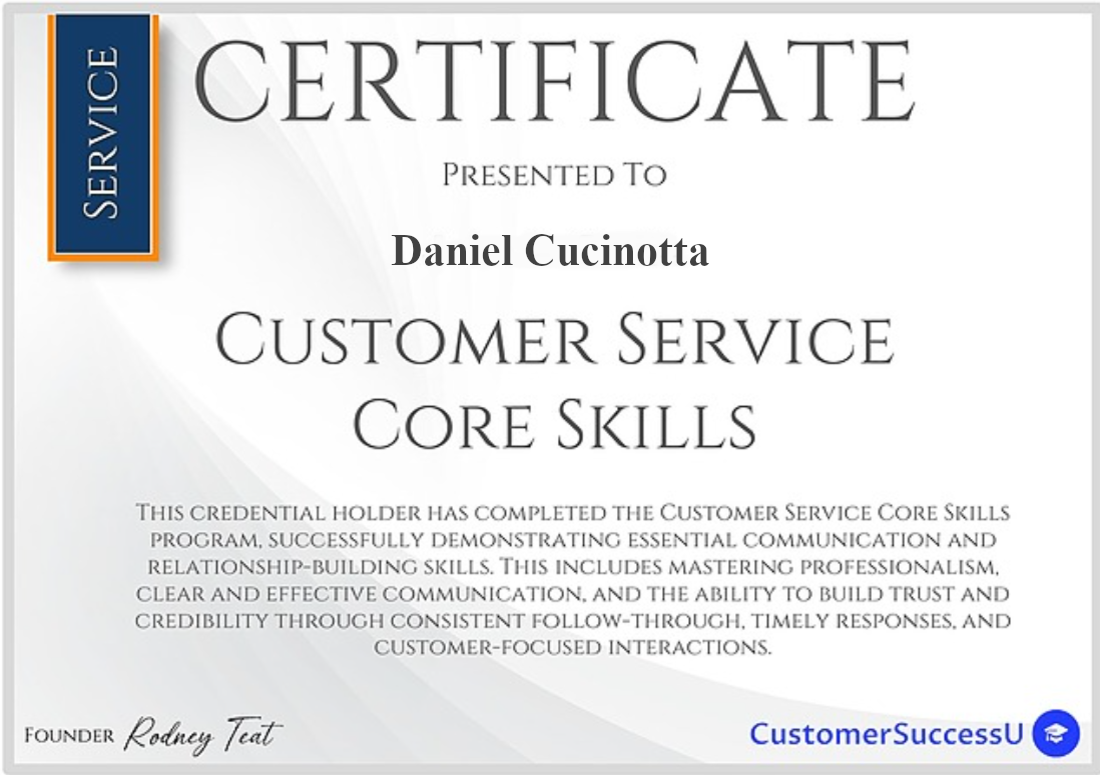 SERVICE
CERTIFICATE
PRESENTED TO
Daniel Cucinotta
CUSTOMER SERVICE
CORE SKILLS
THIS CREDENTIAL HOLDER HAS COMPLETED THE CUSTOMER SERVICE CORE SKILLS
PROGRAM, SUCCESSFULLY DEMONSTRATING ESSENTIAL COMMUNICATION AND
RELATIONSHIP-BUILDING SKILLS. THIS INCLUDES MASTERING PROFESSIONALISM,
CLEAR AND EFFECTIVE COMMUNICATION, AND THE ABILITY TO BUILD TRUST AND
CREDIBILITY THROUGH CONSISTENT FOLLOW-THROUGH, TIMELY RESPONSES, AND
CUSTOMER-FOCUSED INTERACTIONS.
FOUNDER Rodney Teat
CustomerSuccessU